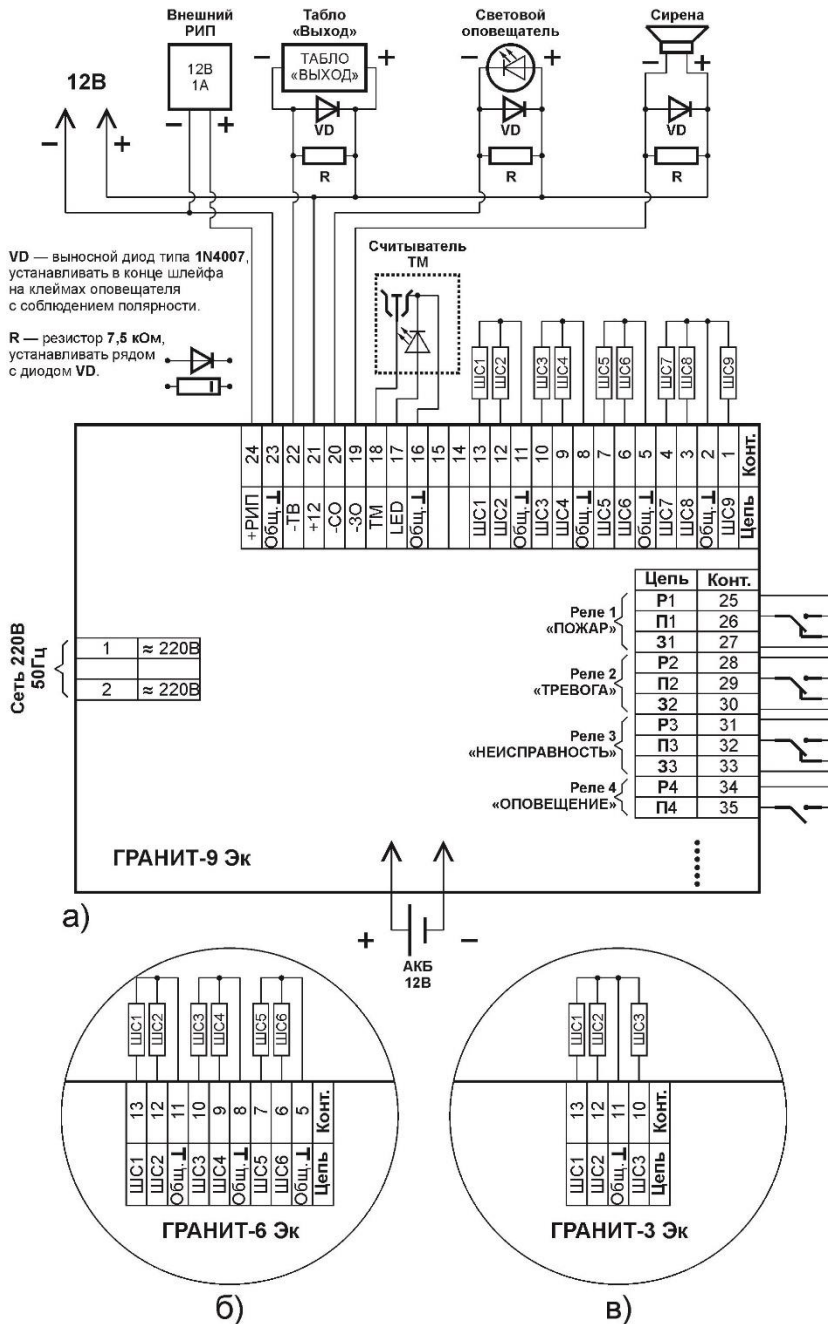 Внешний
РИП
12В
1А
Табло
«Выход»
ТАБЛО
«ВЫХОД»
Световой
оповещатель
Сирена
12В
− +
− +
− +
− +
− +
VD
R
VD
R
VD
R
VD — выносной диод типа 1N4007,
устанавливать в конце шлейфа
на клеймах оповещателя
с соблюдением полярности.
R — резистор 7,5 кОм,
устанавливать рядом
с диодом VD.
Считыватель
ТМ
ШС1 ШС2 ШС3 ШС4 ШС5 ШС6 ШС7 ШС8 ШС9
24 23 22 21 20 19 18 17 16 15 14 13 12 11 10 9 8 7 6 5 4 3 2 1 Конт.
+РИП Общ. -ТВ +12 -СО -ЗО ТМ LED Общ. ШС1 ШС2 Общ. ШС3 ШС4 Общ. ШС5 ШС6 Общ. ШС7 ШС8 Общ. ШС9 Цепь
Сеть 220В
50Гц
1 ≈ 220В
2 ≈ 220В
Цепь Конт.
Реле 1
«ПОЖАР»
Р1 25
П1 26
З1 27
Реле 2
«ТРЕВОГА»
Р2 28
П2 29
З2 30
Реле 3
«НЕИСПРАВНОСТЬ»
Р3 31
П3 32
З3 33
Реле 4
«ОПОВЕЩЕНИЕ»
Р4 34
П4 35
ГРАНИТ-9 Эк
а)
+ −
АКБ
12В
ШС1 ШС2 ШС3 ШС4 ШС5 ШС6
13 12 11 10 9 8 7 6 5 Конт.
ШС1 ШС2 Общ. ШС3 ШС4 Общ. ШС5 ШС6 Общ. Цепь
ГРАНИТ-6 Эк
б)
ШС1 ШС2 ШС3
13 12 11 10 Конт.
ШС1 ШС2 Общ. ШС3 Цепь
ГРАНИТ-3 Эк
в)